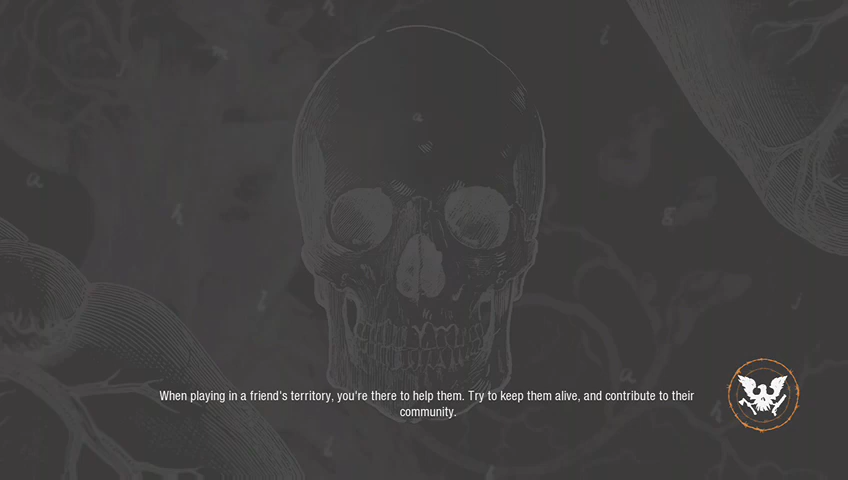 When playing in a friend's territory, you're there to help them. Try to keep them alive, and contribute to their
community.